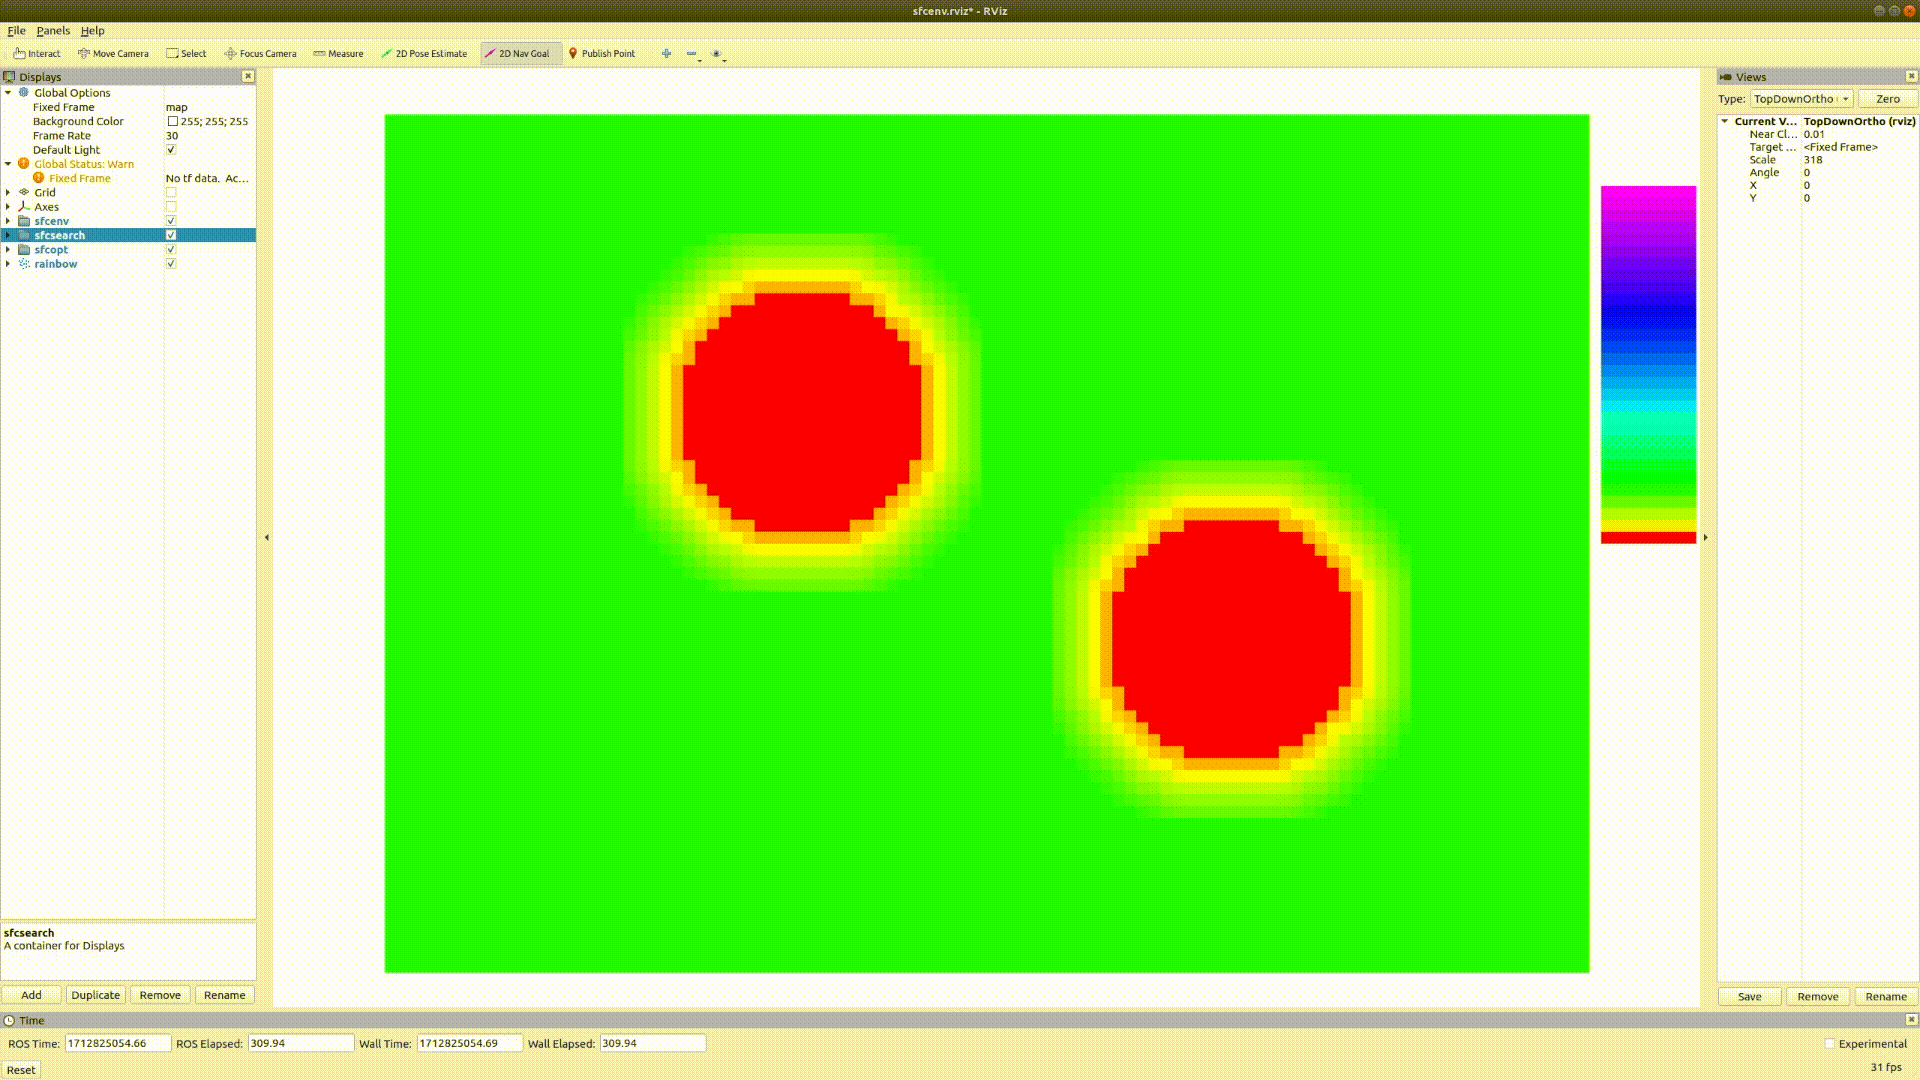 sfcenv.rviz* - RViz
File Panels Help
Interact Move Camera Select Focus Camera Measure 2D Pose Estimate 2D Nav Goal Publish Point
Displays
Global Options
Fixed Frame map
Background Color 255; 255; 255
Frame Rate 30
Default Light
Global Status: Warn
Fixed Frame No tf data. Ac...
Grid
Axes
sfcenv
sfcsearch
sfcopt
rainbow
sfcsearch
A container for Displays
Add Duplicate Remove Rename
Views
Type: TopDownOrtho Zero
Current V... TopDownOrtho (rviz)
Near Cl... 0.01
Target ... <Fixed Frame>
Scale 318
Angle 0
X 0
Y 0
Save Remove Rename
Time
ROS Time: 1712825054.66 ROS Elapsed: 309.94 Wall Time: 1712825054.69 Wall Elapsed: 309.94 Experimental
Reset 31 fps